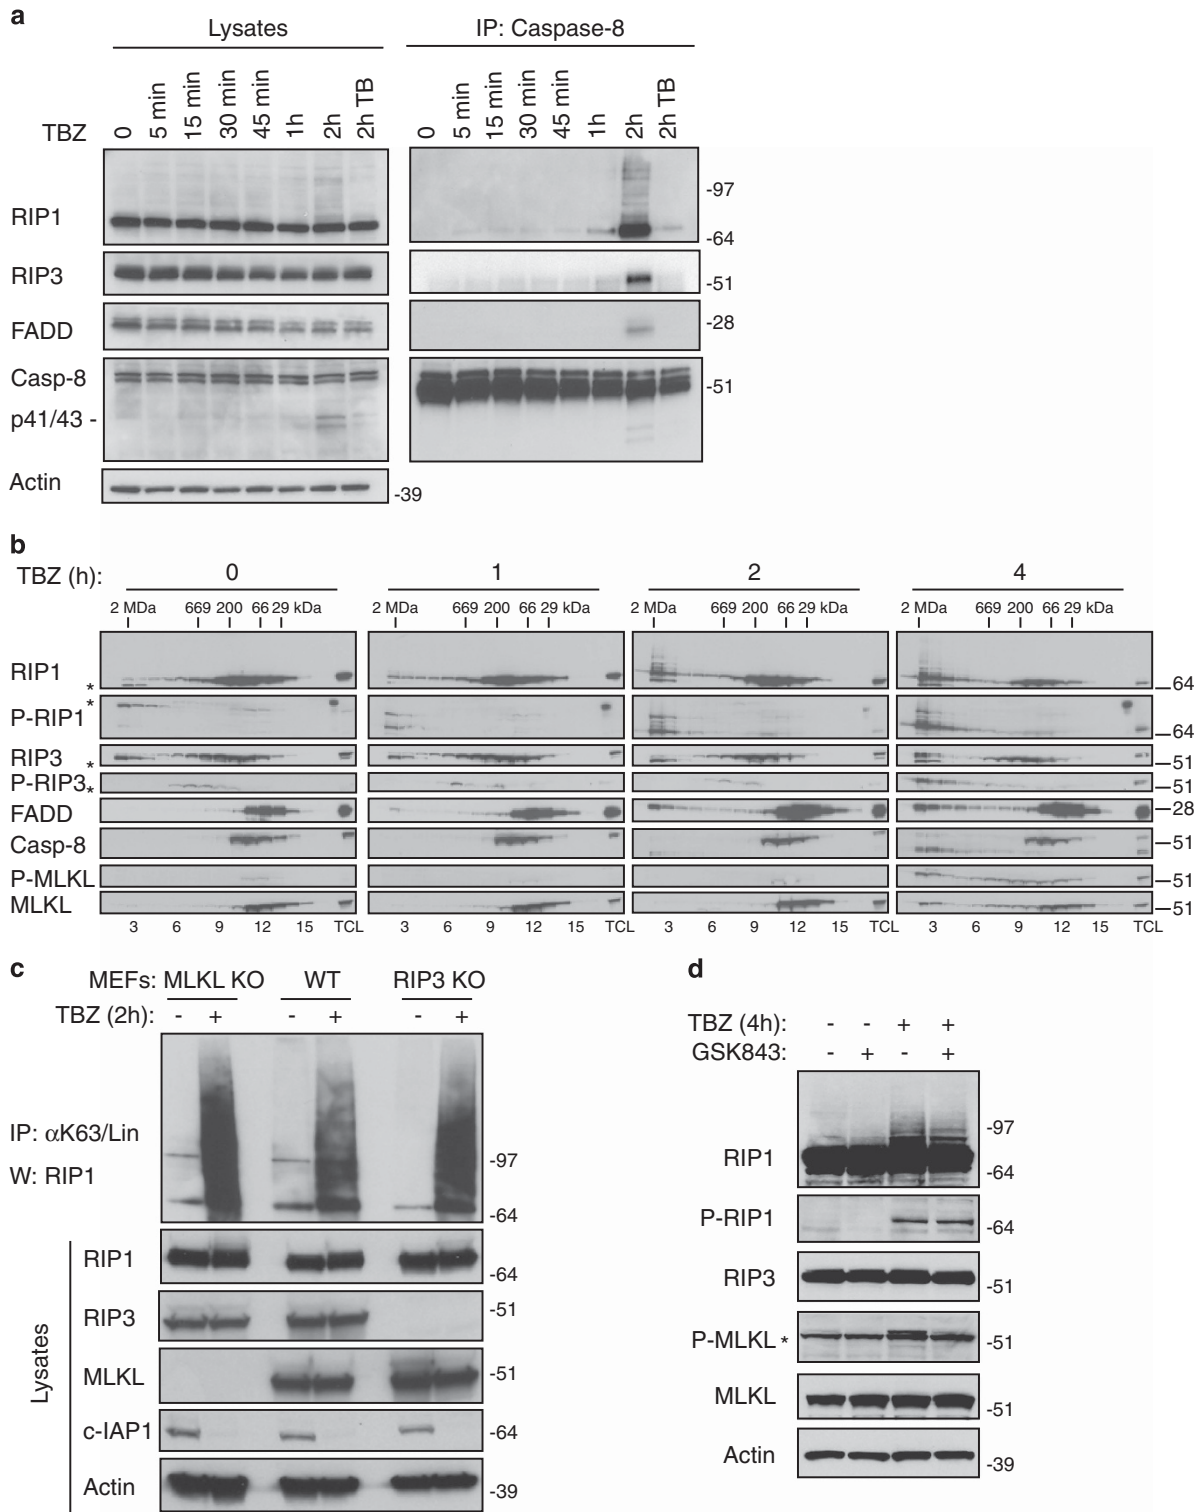 a
Lysates IP: Caspase-8
TBZ 0 5 min 15 min 30 min 45 min 1h 2h 2h TB 0 5 min 15 min 30 min 45 min 1h 2h 2h TB
-97
RIP1
-64
RIP3 -51
-28
FADD
Casp-8 -51
p41/43 -
Actin -39
b
TBZ (h): 0 1 2 4
2 MDa 669 200 66 29 kDa 2 MDa 669 200 66 29 kDa 2 MDa 669 200 66 29 kDa 2 MDa 669 200 66 29 kDa
RIP1 * 64
P-RIP1 * 64
RIP3 * 51
P-RIP3 * 51
FADD 28
Casp-8 51
P-MLKL 51
MLKL 51
3 6 9 12 15 TCL 3 6 9 12 15 TCL 3 6 9 12 15 TCL 3 6 9 12 15 TCL
c
MEFs: MLKL KO WT RIP3 KO
TBZ (2h): - + - + - +
IP: αK63/Lin
-97
W: RIP1
-64
Lysates
RIP1 -64
RIP3 -51
MLKL -51
c-IAP1 -64
Actin -39
d
TBZ (4h): - - + +
GSK843: - + - +
-97
RIP1 -64
P-RIP1 -64
RIP3 -51
P-MLKL * -51
MLKL -51
Actin -39